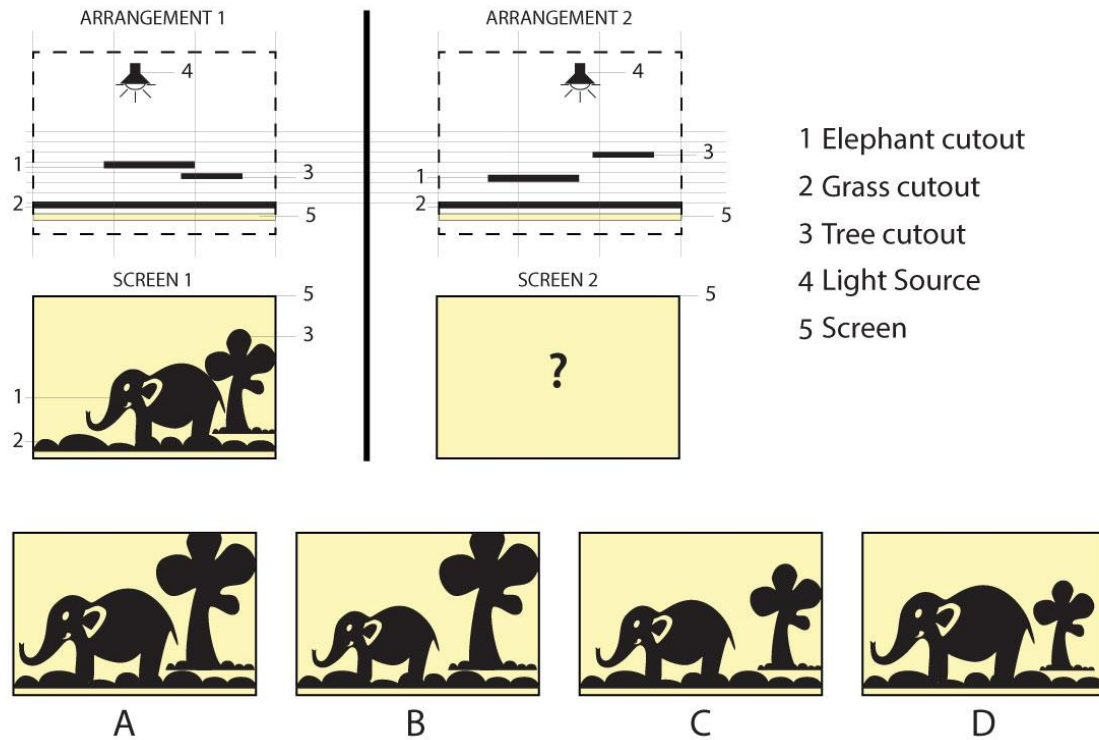 ARRANGEMENT 1
4
1
3
2
5
SCREEN 1
5
3
1
2
ARRANGEMENT 2
4
3
1
2
5
SCREEN 2
5
?
1 Elephant cutout
2 Grass cutout
3 Tree cutout
4 Light Source
5 Screen
A
B
C
D